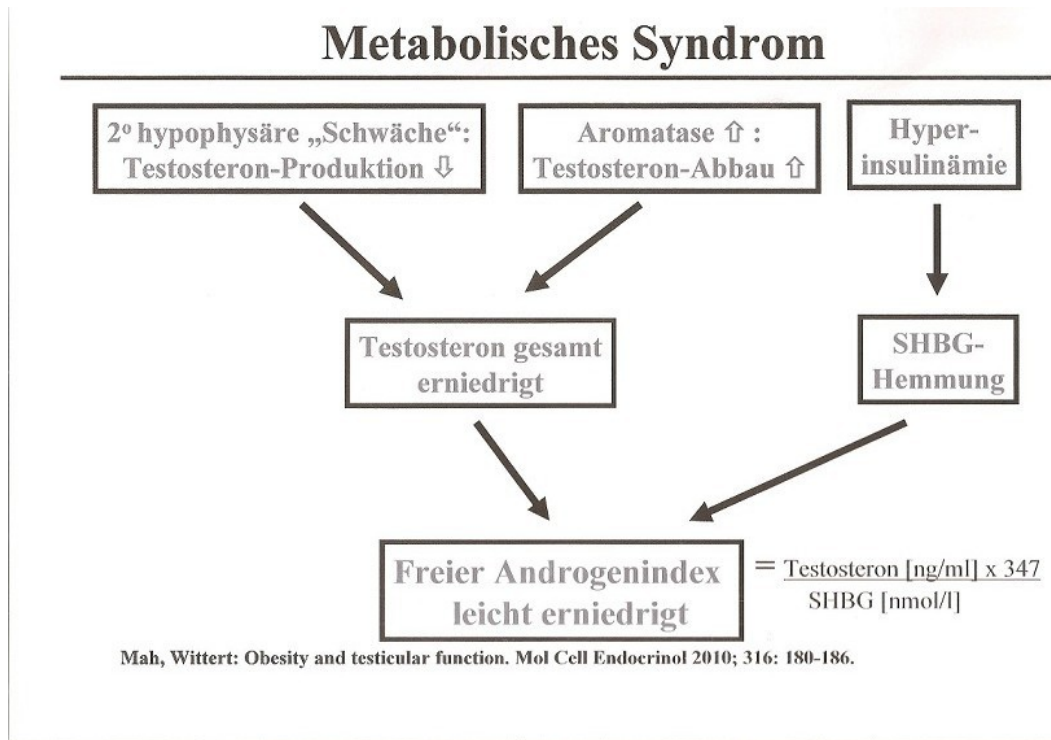 Metabolisches Syndrom
2º hypophysäre „Schwäche“:
Testosteron-Produktion ⇩
Aromatase ⇧ :
Testosteron-Abbau ⇧
Hyper-
insulinämie
Testosteron gesamt
erniedrigt
SHBG-
Hemmung
Freier Androgenindex
leicht erniedrigt
= Testosteron [ng/ml] x 347
SHBG [nmol/l]
Mah, Wittert: Obesity and testicular function. Mol Cell Endocrinol 2010; 316: 180-186.